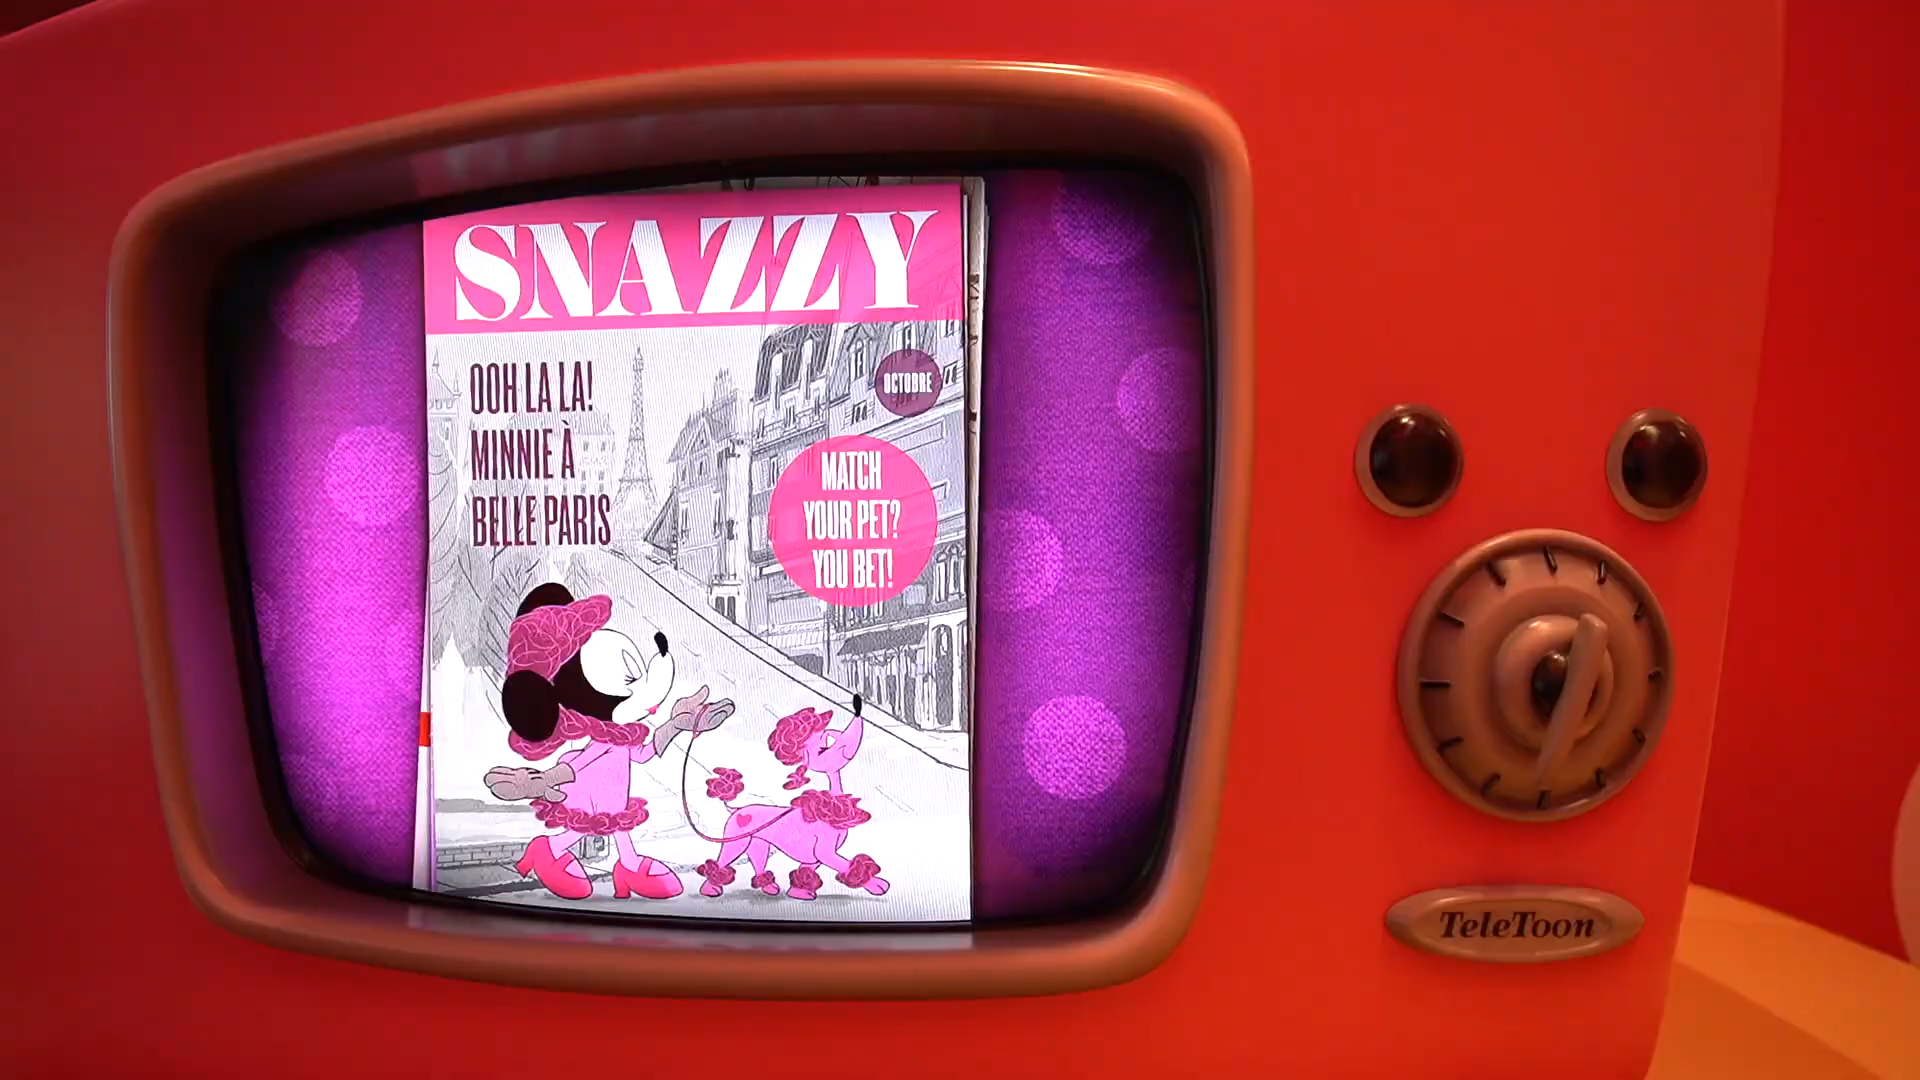 SNAZZY
OOH LA LA!
MINNIE À
BELLE PARIS
OCTOBRE
MATCH
YOUR PET?
YOU BET!
TeleToon